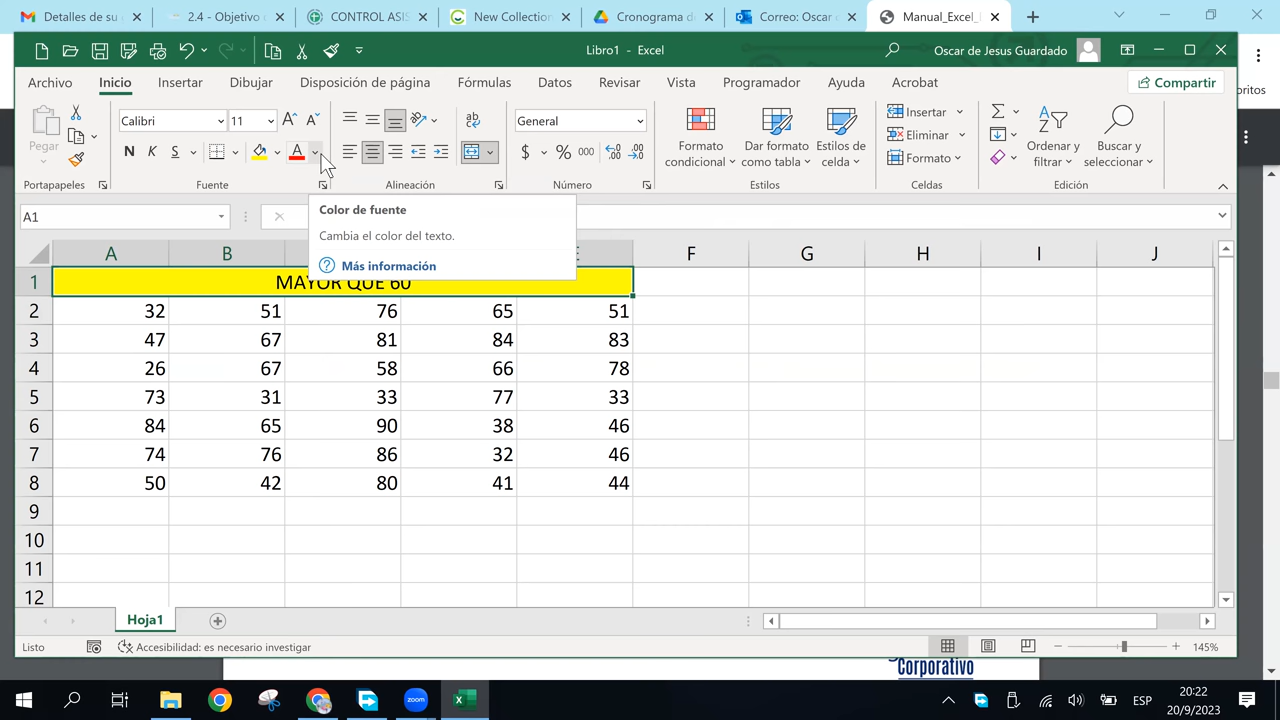 Detalles de su
2.4 - Objetivo
CONTROL ASIS
New Collection
Cronograma de
Correo: Oscar
Manual_Excel_
Libro1 - Excel
Oscar de Jesus Guardado
Archivo
Inicio
Insertar
Dibujar
Disposición de página
Fórmulas
Datos
Revisar
Vista
Programador
Ayuda
Acrobat
Compartir
oritos
Pegar
Portapapeles
Calibri
11
N K S
Fuente
Alineación
General
$ % 000
Número
Formato condicional
Dar formato como tabla
Estilos de celda
Estilos
Insertar
Eliminar
Formato
Celdas
Ordenar y filtrar
Buscar y seleccionar
Edición
A1
Color de fuente
Cambia el color del texto.
Más información
A B E F G H I J
1 MAYOR QUE 60
2 32 51 76 65 51
3 47 67 81 84 83
4 26 67 58 66 78
5 73 31 33 77 33
6 84 65 90 38 46
7 74 76 86 32 46
8 50 42 80 41 44
9
10
11
12
Hoja1
Listo
Accesibilidad: es necesario investigar
145%
Corporativo
zoom
ESP
20:22
20/9/2023